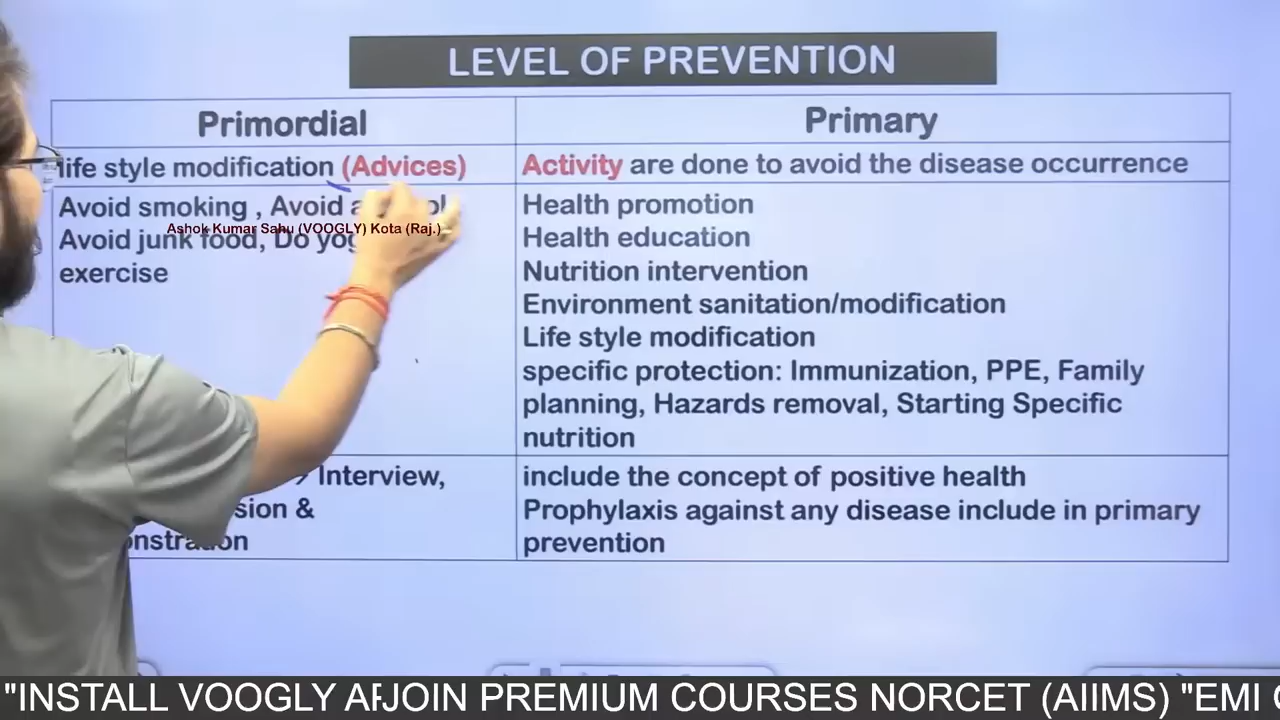 LEVEL OF PREVENTION
Primordial
Primary
life style modification (Advices)
Activity are done to avoid the disease occurrence
Avoid smoking , Avoid
Avoid junk food, Do
exercise
Ashok Kumar Sahu (VOOGLY) Kota (Raj.)
Health promotion
Health education
Nutrition intervention
Environment sanitation/modification
Life style modification
specific protection: Immunization, PPE, Family
planning, Hazards removal, Starting Specific
nutrition
Interview,
&
include the concept of positive health
Prophylaxis against any disease include in primary
prevention
"INSTALL VOOGLY JOIN PREMIUM COURSES NORCET (AIIMS) "EMI